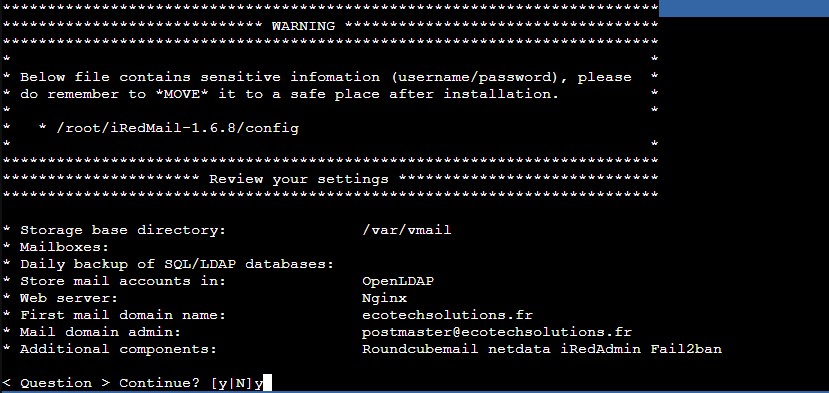 *************************************************************************
***************************** WARNING ***********************************
*************************************************************************
*                                                                       *
* Below file contains sensitive infomation (username/password), please  *
* do remember to *MOVE* it to a safe place after installation.          *
*                                                                       *
*   * /root/iRedMail-1.6.8/config
*                                                                       *
*************************************************************************
********************** Review your settings *****************************
*************************************************************************
* Storage base directory:               /var/vmail
* Mailboxes:
* Daily backup of SQL/LDAP databases:
* Store mail accounts in:               OpenLDAP
* Web server:                           Nginx
* First mail domain name:               ecotechsolutions.fr
* Mail domain admin:                    postmaster@ecotechsolutions.fr
* Additional components:                Roundcubemail netdata iRedAdmin Fail2ban
< Question > Continue? [y|N]y